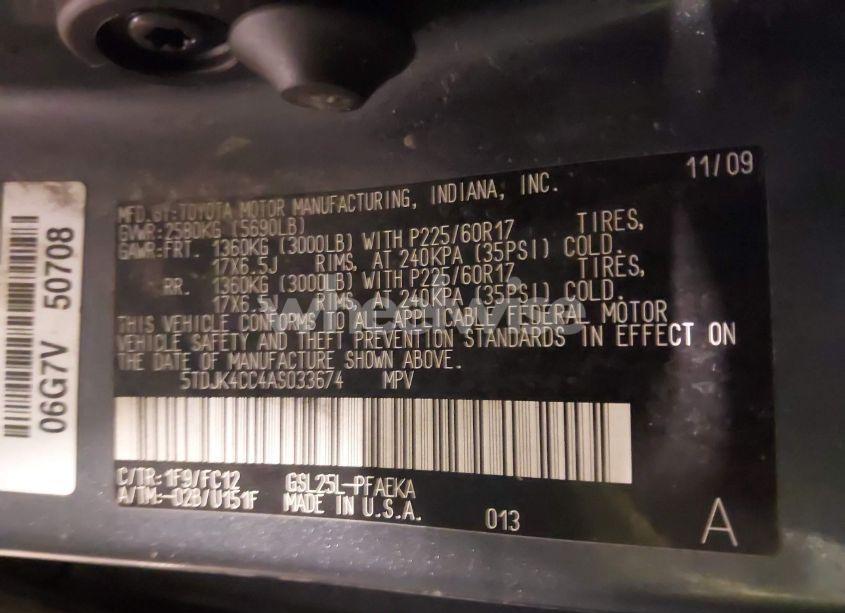 11/09
MFD.BY:TOYOTA MOTOR MANUFACTURING, INDIANA, INC.
GVWR:2580KG (5690LB)
GAWR:FRT. 1360KG (3000LB) WITH P225/60R17 TIRES,
17X6.5J RIMS, AT 240KPA (35PSI) COLD.
RR. 1360KG (3000LB) WITH P225/60R17 TIRES,
17X6.5J RIMS, AT 240KPA (35PSI) COLD.
THIS VEHICLE CONFORMS TO ALL APPLICABLE FEDERAL MOTOR
VEHICLE SAFETY AND THEFT PREVENTION STANDARDS IN EFFECT ON
THE DATE OF MANUFACTURE SHOWN ABOVE.
5TDJK4CC4AS033674 MPV
C/TR:1F9/FC12 GSL25L-PFAEKA
A/TM:-02B/U151F MADE IN U.S.A.
013
A
06G7V 50708